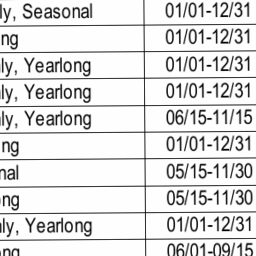 ly, Seasonal 01/01-12/31
ng 01/01-12/31
ly, Yearlong 01/01-12/31
ly, Yearlong 01/01-12/31
ly, Yearlong 06/15-11/15
ng 01/01-12/31
nal 05/15-11/30
ong 05/15-11/30
ly, Yearlong 01/01-12/31
ong 06/01-09/15